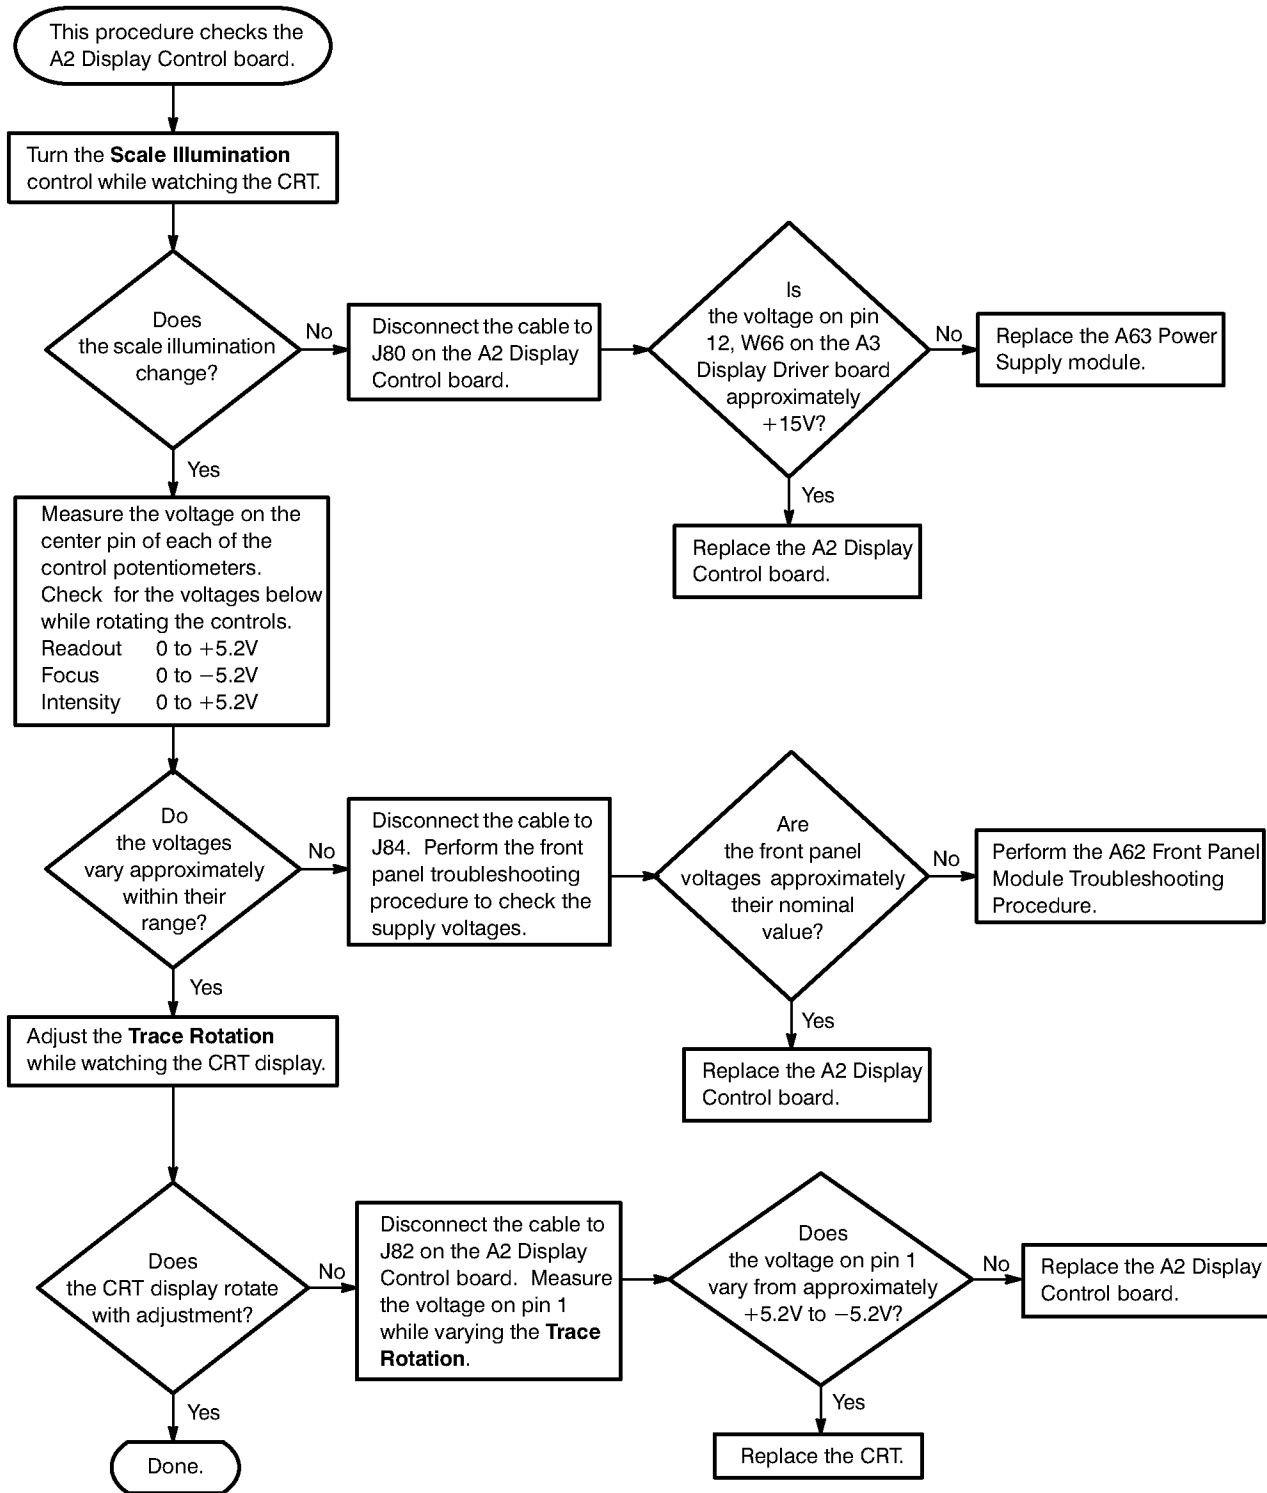 This procedure checks the
A2 Display Control board.
Turn the Scale Illumination
control while watching the CRT.
Does
the scale illumination
change?
No
Disconnect the cable to
J80 on the A2 Display
Control board.
Is
the voltage on pin
12, W66 on the A3
Display Driver board
approximately
+15V?
No
Replace the A63 Power
Supply module.
Yes
Replace the A2 Display
Control board.
Yes
Measure the voltage on the
center pin of each of the
control potentiometers.
Check for the voltages below
while rotating the controls.
Readout 0 to +5.2V
Focus 0 to −5.2V
Intensity 0 to +5.2V
Do
the voltages
vary approximately
within their
range?
No
Disconnect the cable to
J84. Perform the front
panel troubleshooting
procedure to check the
supply voltages.
Are
the front panel
voltages approximately
their nominal
value?
No
Perform the A62 Front Panel
Module Troubleshooting
Procedure.
Yes
Replace the A2 Display
Control board.
Yes
Adjust the Trace Rotation
while watching the CRT display.
Does
the CRT display rotate
with adjustment?
No
Disconnect the cable to
J82 on the A2 Display
Control board. Measure
the voltage on pin 1
while varying the Trace
Rotation.
Does
the voltage on pin 1
vary from approximately
+5.2V to −5.2V?
No
Replace the A2 Display
Control board.
Yes
Replace the CRT.
Yes
Done.